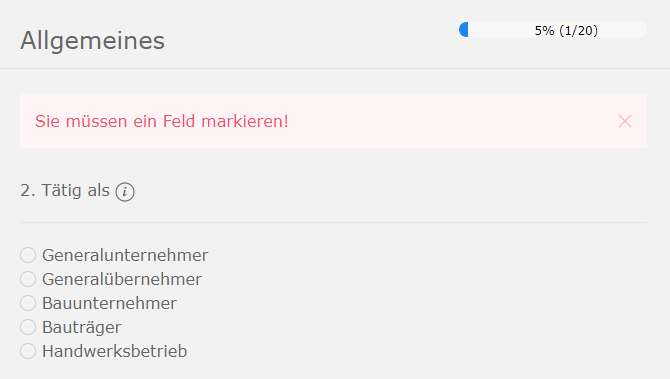 Allgemeines
5% (1/20)
Sie müssen ein Feld markieren!
2. Tätig als i
Generalunternehmer
Generalübernehmer
Bauunternehmer
Bauträger
Handwerksbetrieb